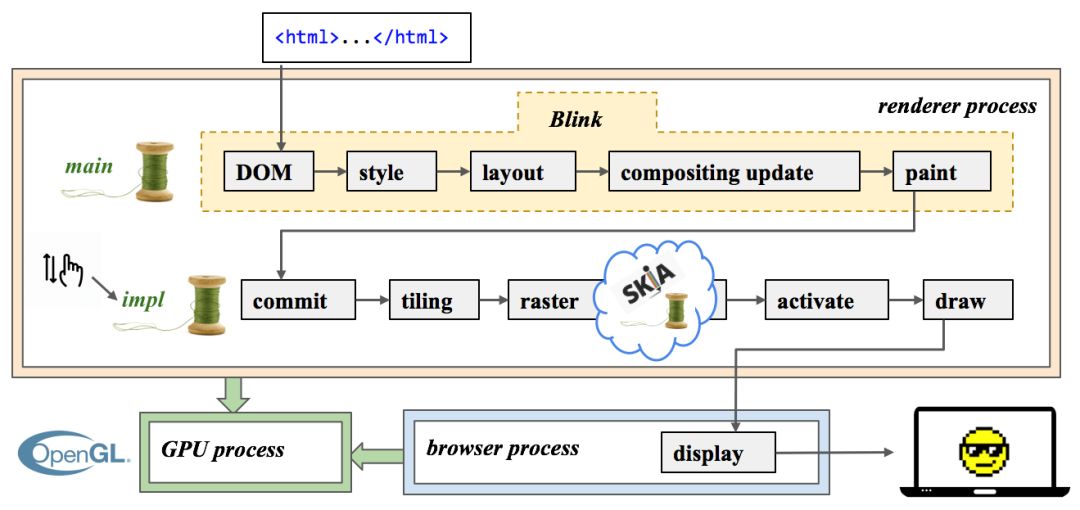 <html>...</html>
renderer process
Blink
main
DOM
style
layout
compositing update
paint
impl
commit
tiling
raster
SKiA
activate
draw
OpenGL.
GPU process
browser process
display